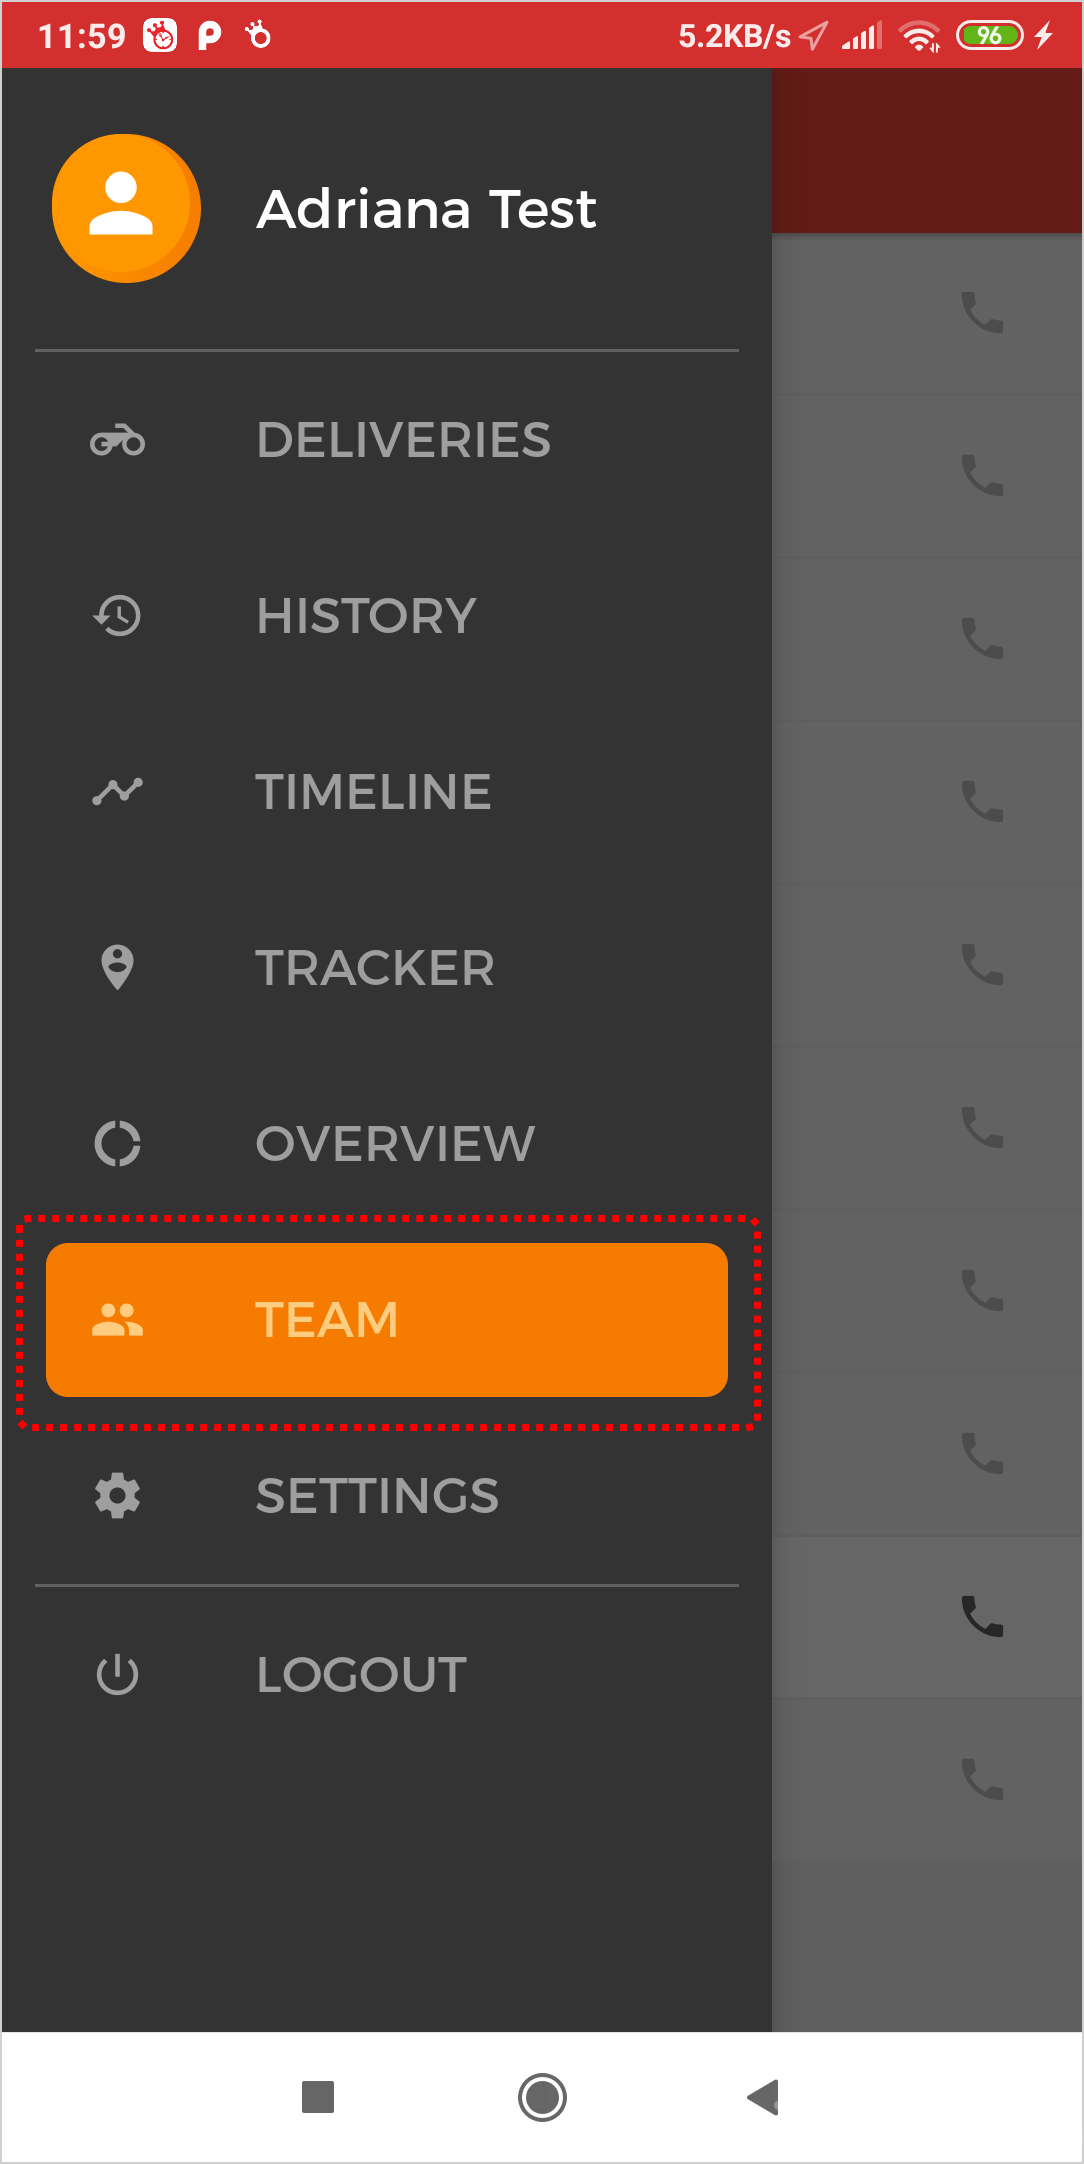 11:59 5.2KB/s 96
Adriana Test
DELIVERIES
HISTORY
TIMELINE
TRACKER
OVERVIEW
TEAM
SETTINGS
LOGOUT